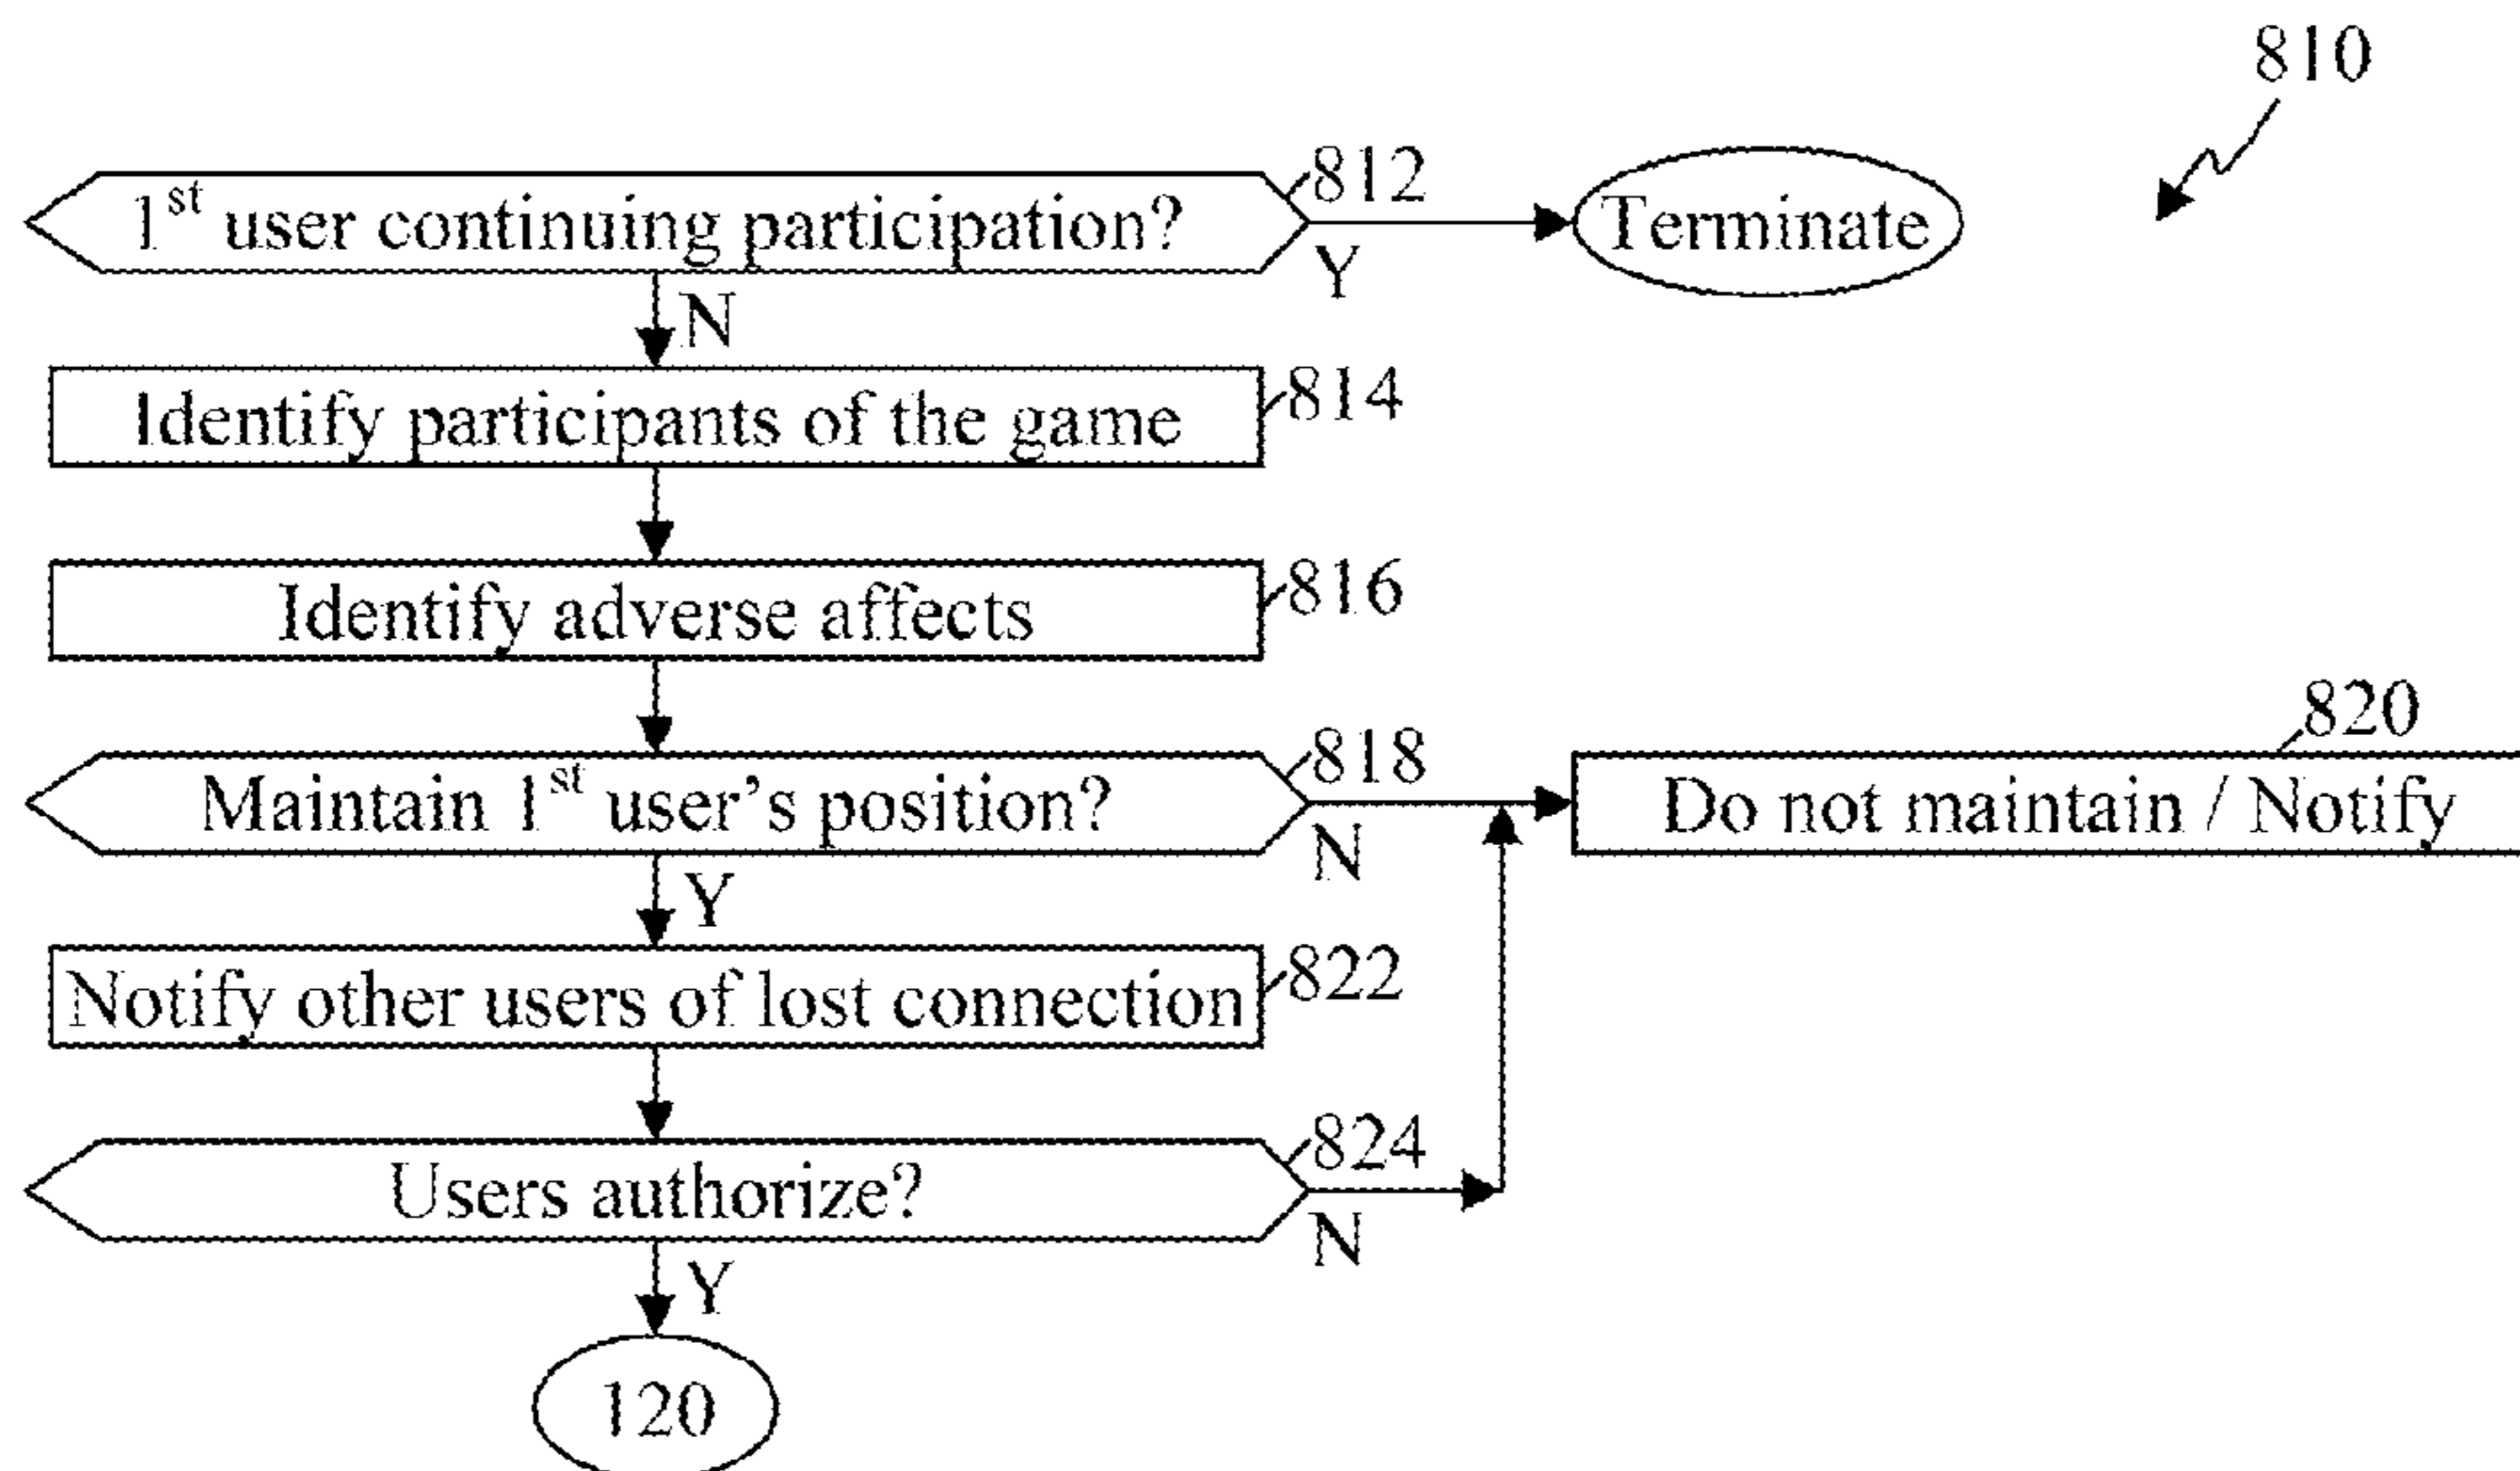 810
812
1st user continuing participation?
Terminate
Y
N
814
Identify participants of the game
816
Identify adverse affects
820
818
Maintain 1st user's position?
Do not maintain / Notify
N
Y
822
Notify other users of lost connection
824
Users authorize?
N
Y
120